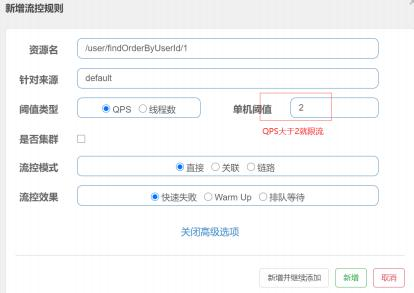 新增流控规则
资源名 /user/findOrderByUserId/1
针对来源 default
阈值类型 QPS 线程数 单机阈值 2
QPS大于2就限流
是否集群
流控模式 直接 关联 链路
流控效果 快速失败 Warm Up 排队等待
关闭高级选项
新增并继续添加 新增 取消